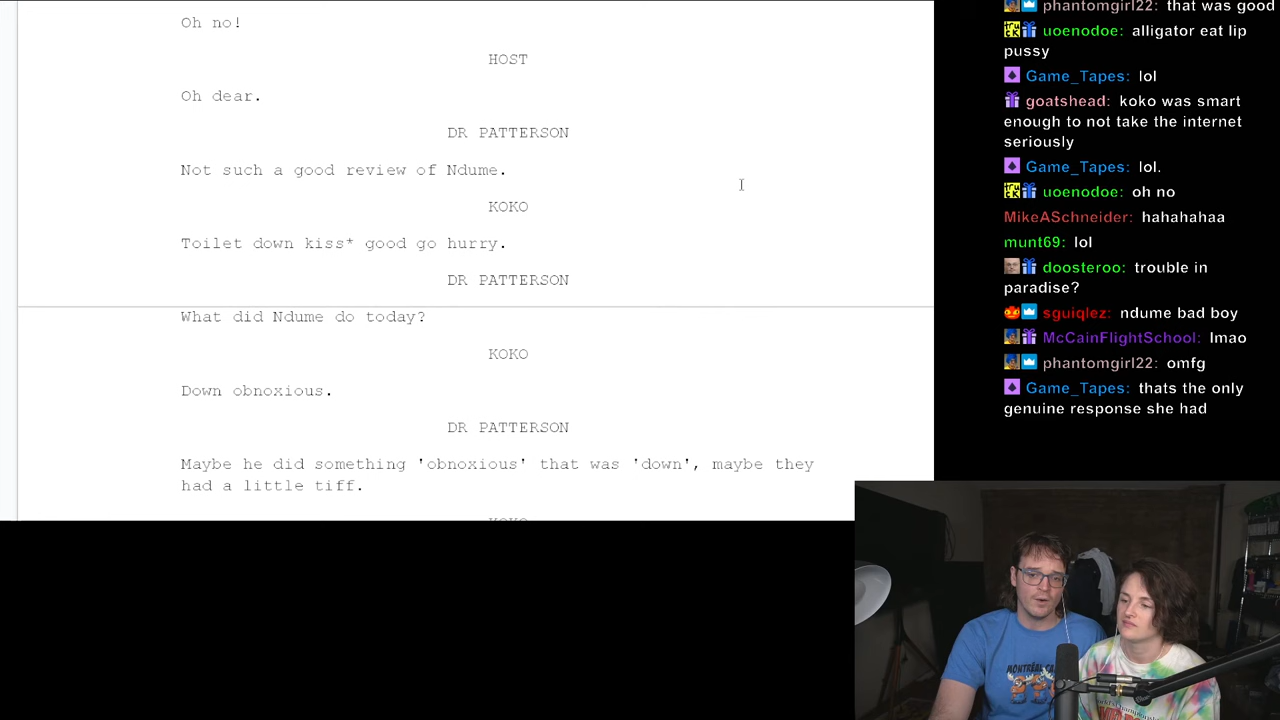 Oh no!
HOST
Oh dear.
DR PATTERSON
Not such a good review of Ndume.
KOKO
Toilet down kiss* good go hurry.
DR PATTERSON
What did Ndume do today?
KOKO
Down obnoxious.
DR PATTERSON
Maybe he did something 'obnoxious' that was 'down', maybe they
had a little tiff.
KOKO
phantomgirl22: that was good
uoenodoe: alligator eat lip
pussy
Game_Tapes: lol
goatshead: koko was smart
enough to not take the internet
seriously
Game_Tapes: lol.
uoenodoe: oh no
MikeASchneider: hahahahaa
munt69: lol
doosteroo: trouble in
paradise?
sguiqlez: ndume bad boy
McCainFlightSchool: lmao
phantomgirl22: omfg
Game_Tapes: thats the only
genuine response she had
MONTRÉAL